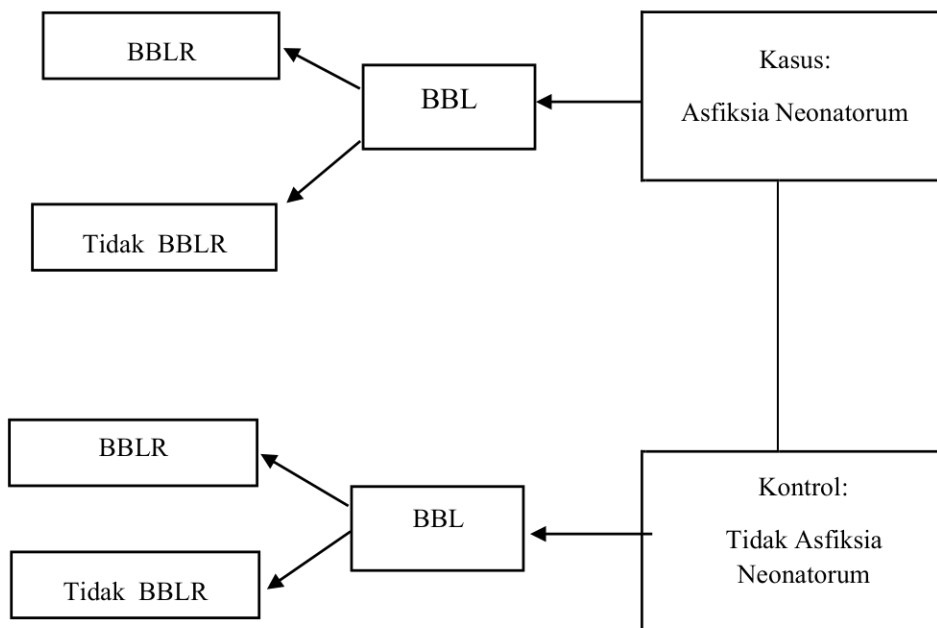 BBLR
BBL
Kasus:
Asfiksia Neonatorum
Tidak BBLR
BBLR
BBL
Kontrol:
Tidak Asfiksia
Neonatorum
Tidak BBLR